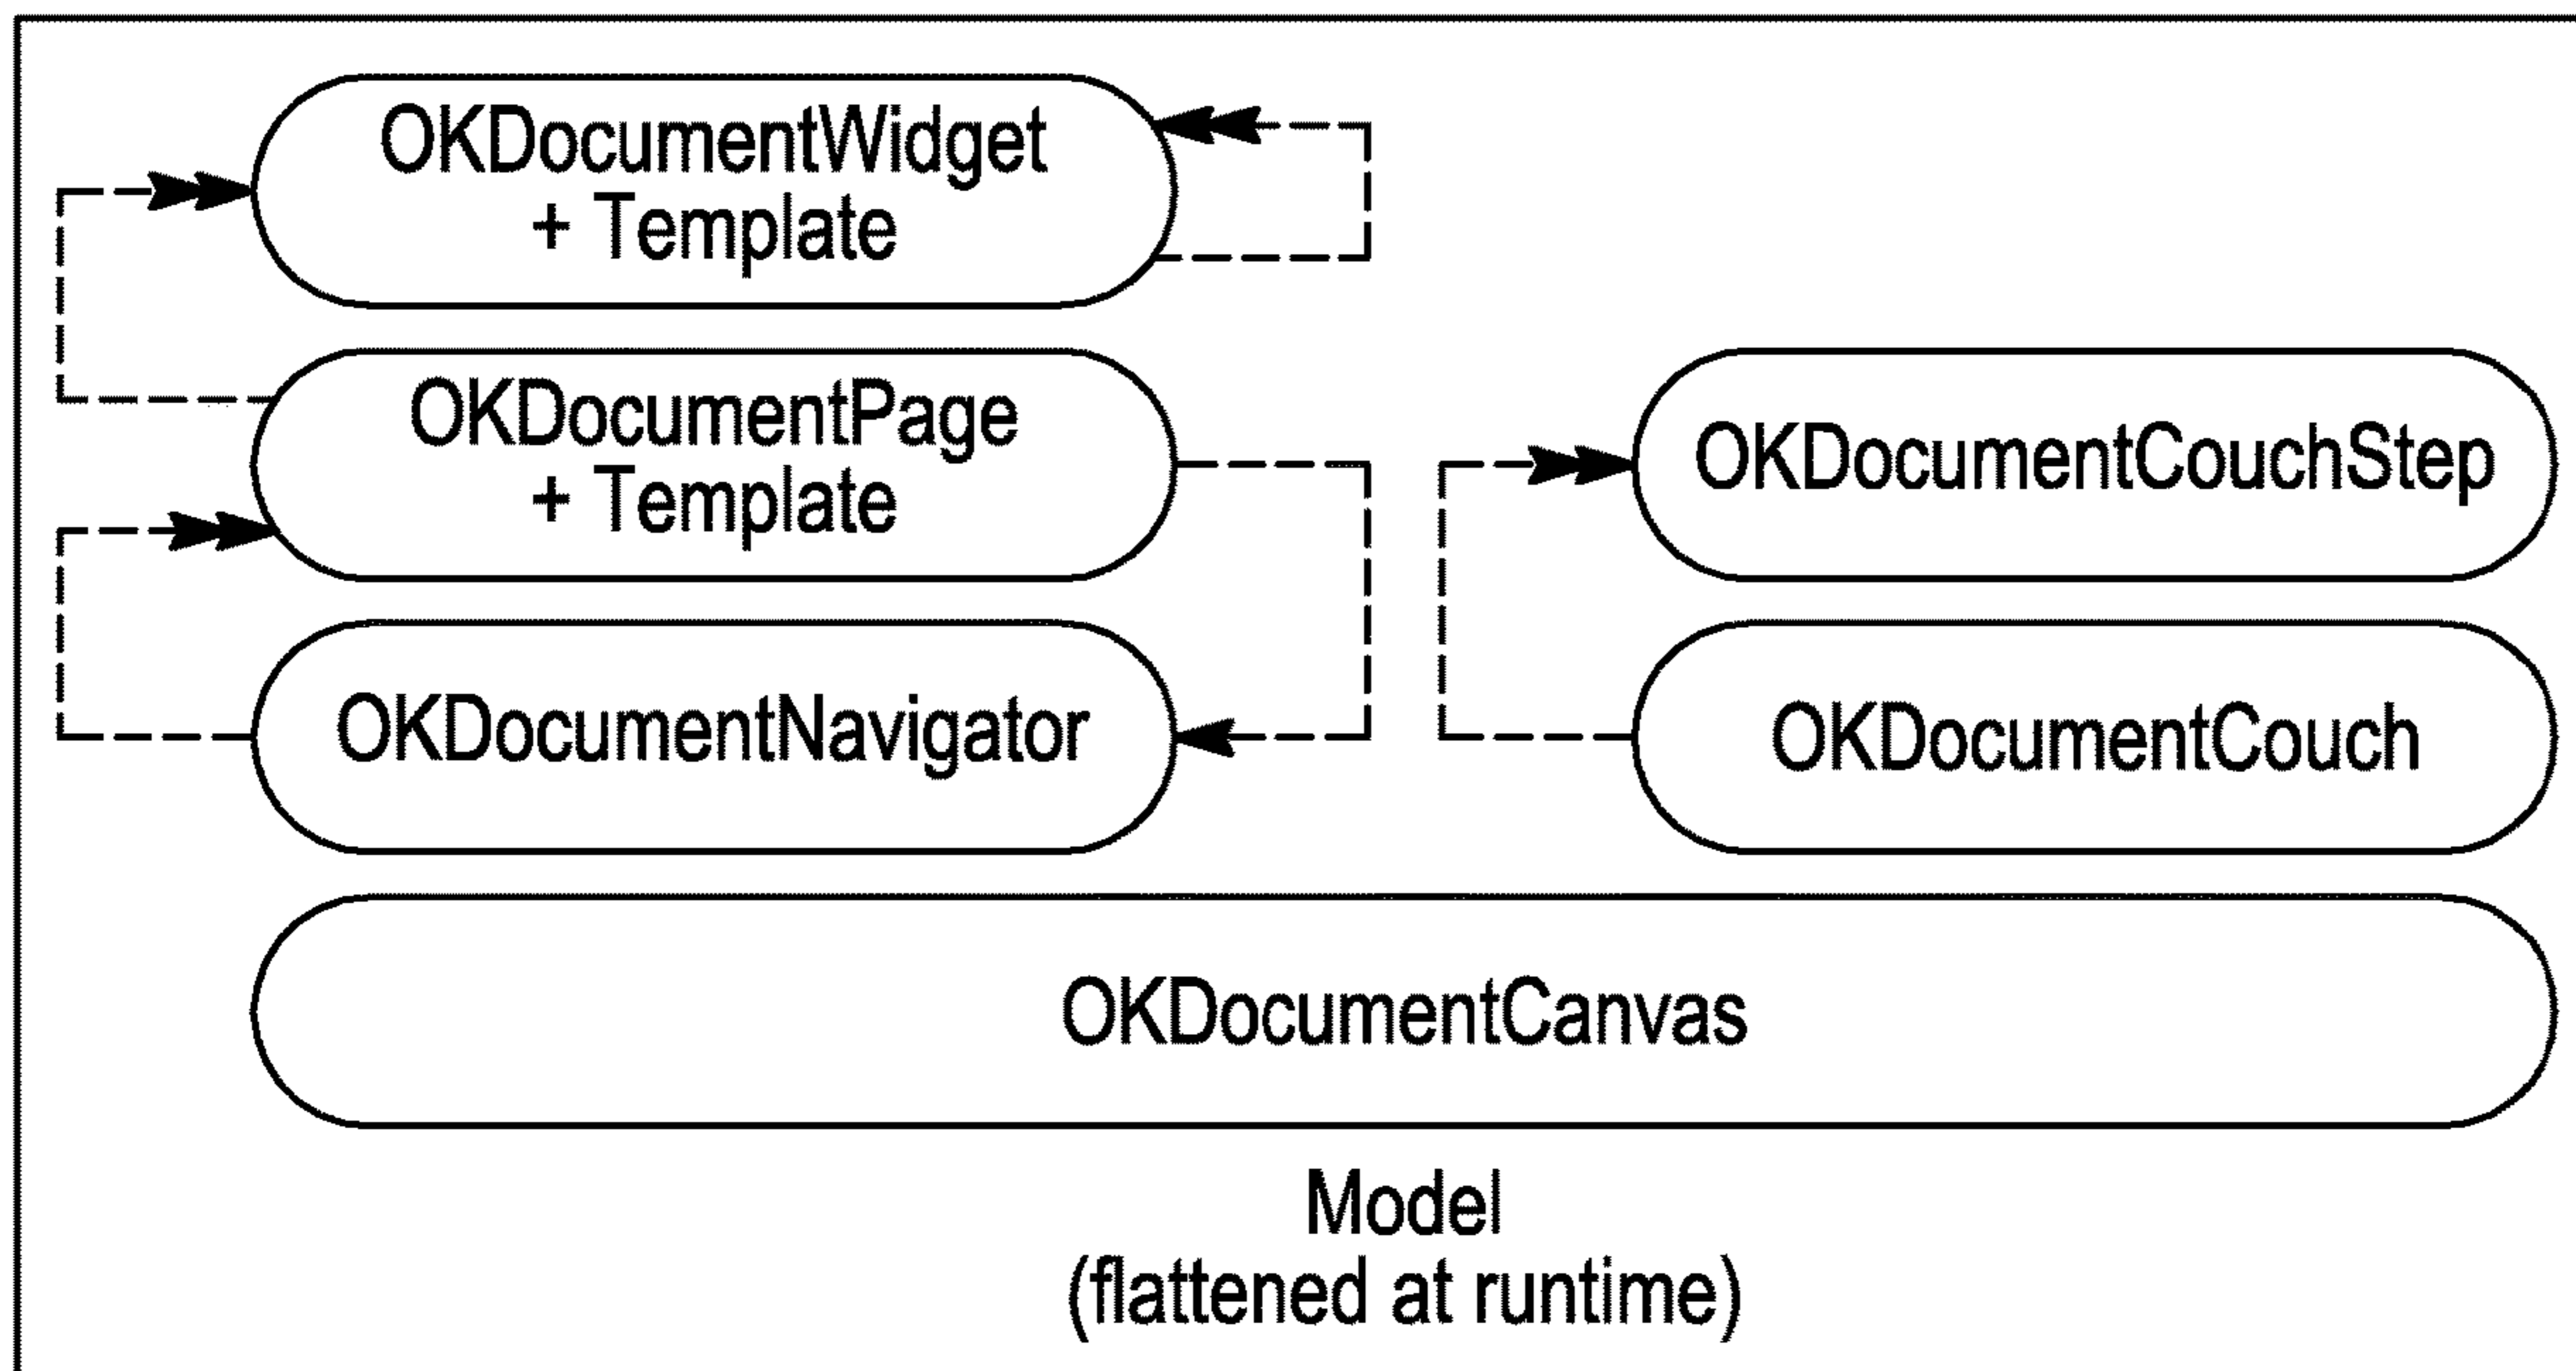 OKDocumentWidget
+ Template
OKDocumentPage
+ Template
OKDocumentCouchStep
OKDocumentNavigator
OKDocumentCouch
OKDocumentCanvas
Model
(flattened at runtime)